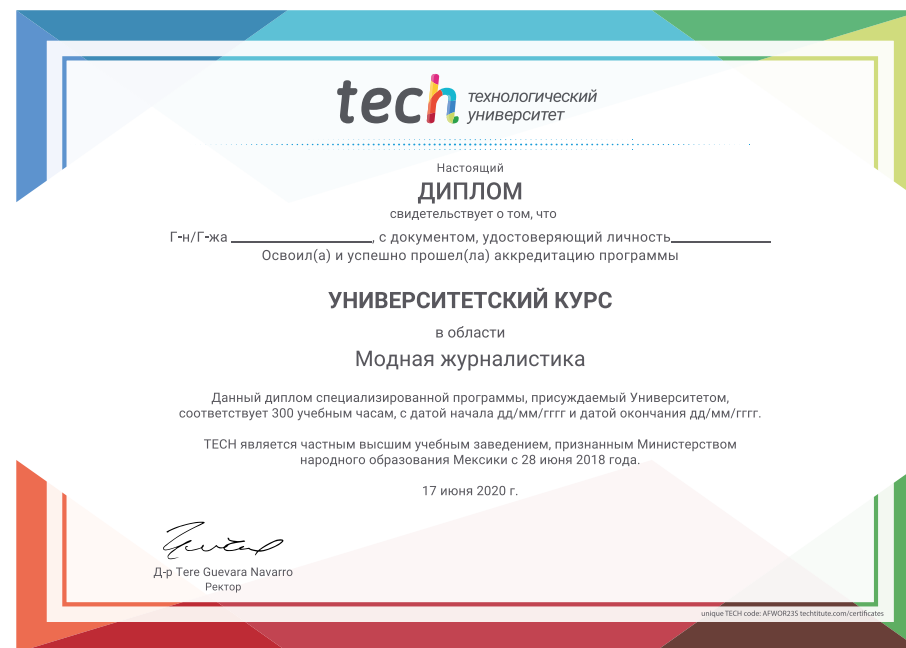 tech технологический
университет
Настоящий
ДИПЛОМ
свидетельствует о том, что
Г-н/Г-жа ________________, с документом, удостоверяющий личность____________
Освоил(а) и успешно прошел(ла) аккредитацию программы
УНИВЕРСИТЕТСКИЙ КУРС
в области
Модная журналистика
Данный диплом специализированной программы, присуждаемый Университетом,
соответствует 300 учебным часам, с датой начала дд/мм/гггг и датой окончания дд/мм/гггг.
TECH является частным высшим учебным заведением, признанным Министерством
народного образования Мексики с 28 июня 2018 года.
17 июня 2020 г.
Д-р Tere Guevara Navarro
Ректор
unique TECH code: AFWOR23S techtitute.com/certificates